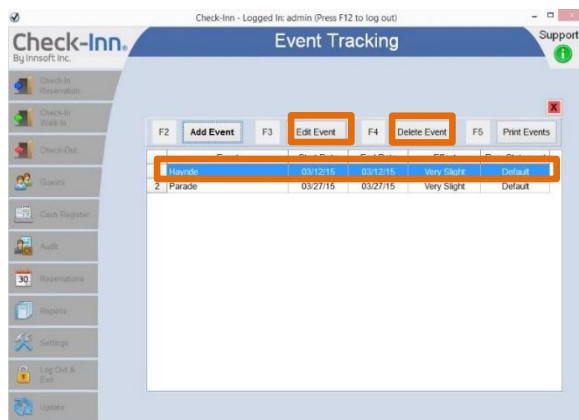 Check-Inn - Logged In: admin (Press F12 to log out)
Check-Inn®
By Innsoft Inc.
Event Tracking
Support
Check-In
Reservation
Check-In
Walk-In
Check-Out
Guests
Cash Register
Audit
30
Reservations
Reports
Settings
Log Out &
Exit
Update
X
F2 Add Event F3 Edit Event F4 Delete Event F5 Print Events
Hayride 03/12/15 03/12/15 Very Slight Default
2 Parade 03/27/15 03/27/15 Very Slight Default